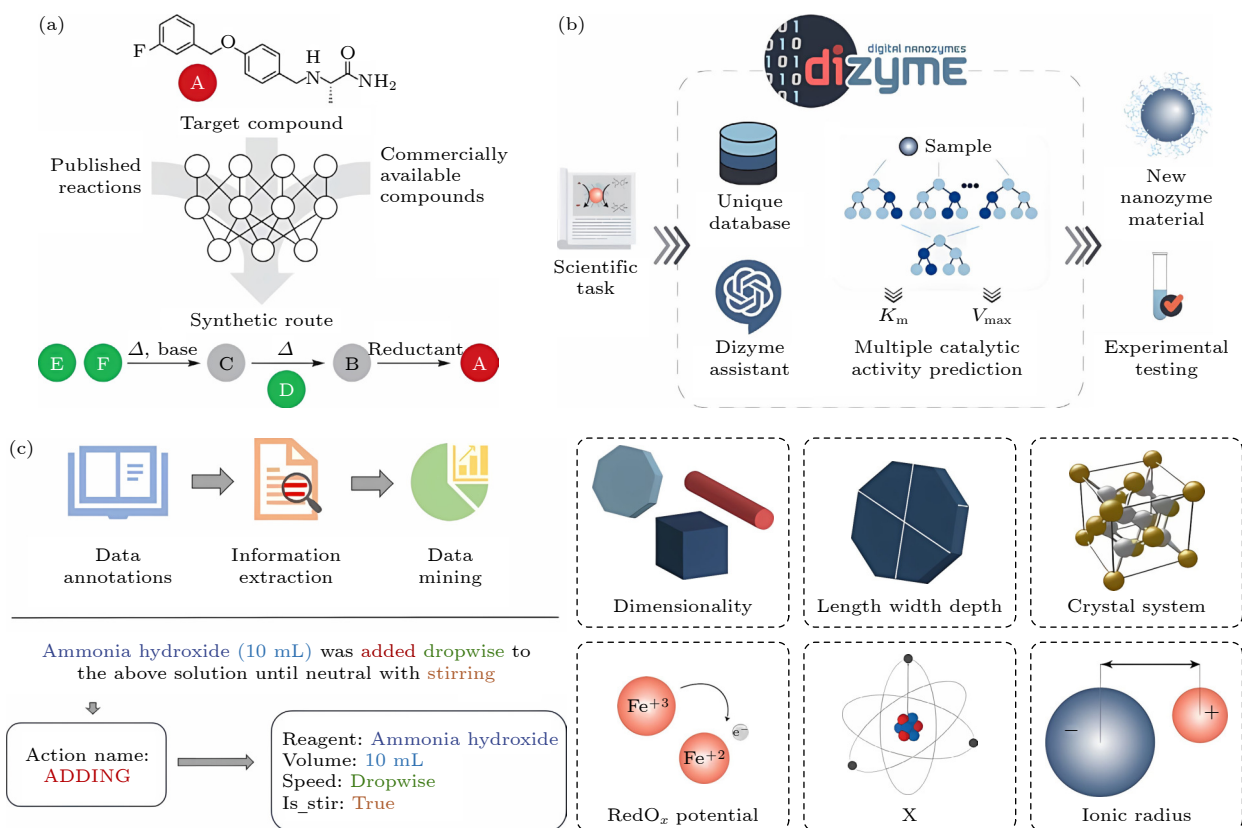 (a)
F
O
H
N
O
NH2
A
Target compound
Published
reactions
Commercially
available
compounds
Synthetic route
E
F
Δ, base
C
Δ
D
B
Reductant
A
(b)
digital nanozymes
dizyme
Scientific
task
Unique
database
Dizyme
assistant
Sample
Km
Vmax
Multiple catalytic
activity prediction
New
nanozyme
material
Experimental
testing
(c)
Data
annotations
Information
extraction
Data
mining
Ammonia hydroxide (10 mL) was added dropwise to
the above solution until neutral with stirring
Action name:
ADDING
Reagent: Ammonia hydroxide
Volume: 10 mL
Speed: Dropwise
Is_stir: True
Dimensionality
Length width depth
Crystal system
Fe+3
e−
Fe+2
RedOx potential
X
−
+
Ionic radius